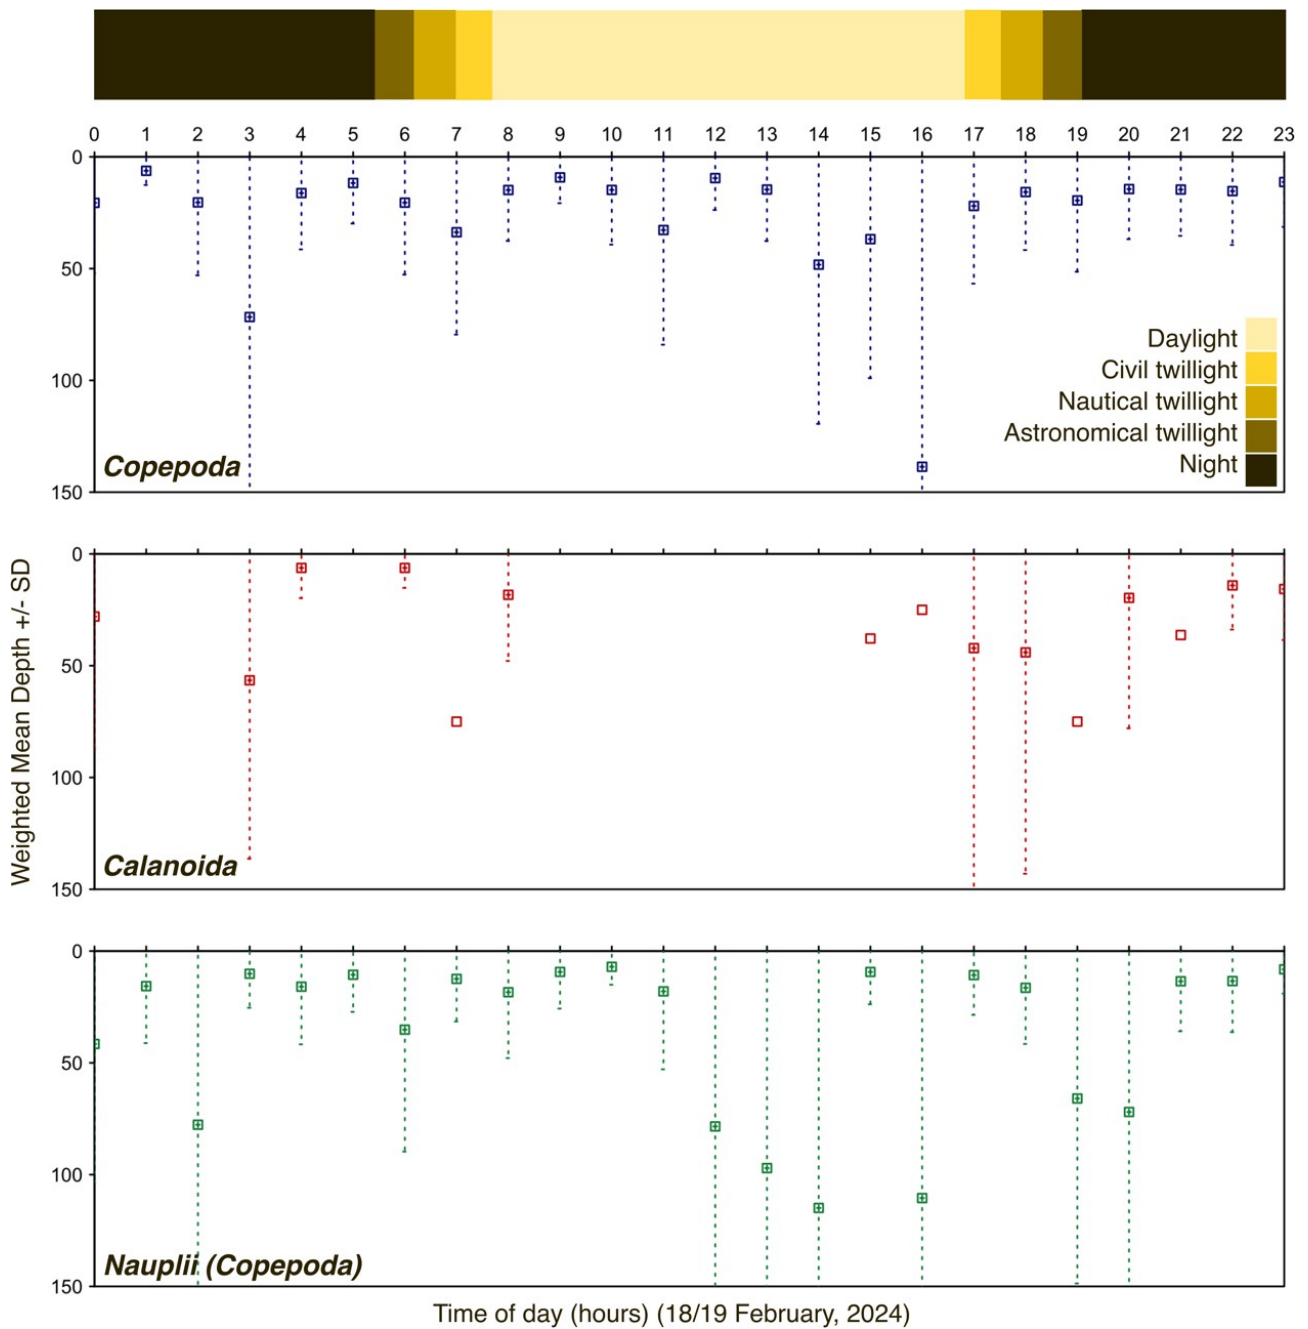 0 1 2 3 4 5 6 7 8 9 10 11 12 13 14 15 16 17 18 19 20 21 22 23
0
50
100
150
Daylight
Civil twillight
Nautical twillight
Astronomical twillight
Night
Copepoda
Weighted Mean Depth +/- SD
0
50
100
150
Calanoida
0
50
100
150
Nauplii (Copepoda)
Time of day (hours) (18/19 February, 2024)